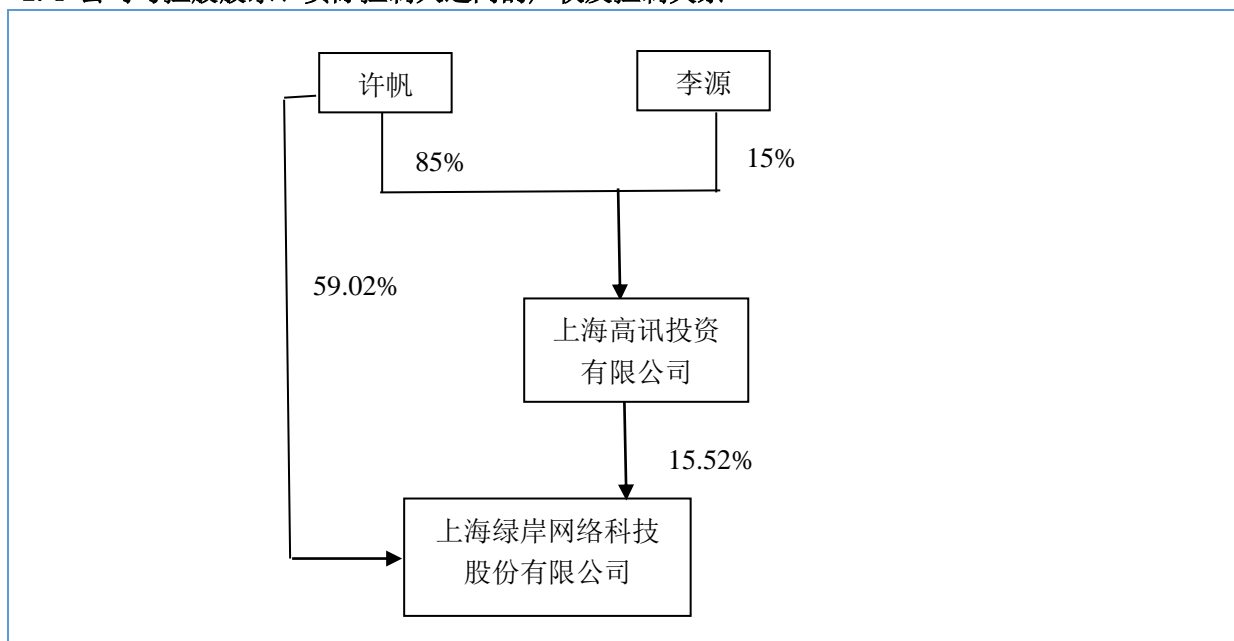 许帆
李源
85%
15%
59.02%
上海高讯投资
有限公司
15.52%
上海绿岸网络科技
股份有限公司